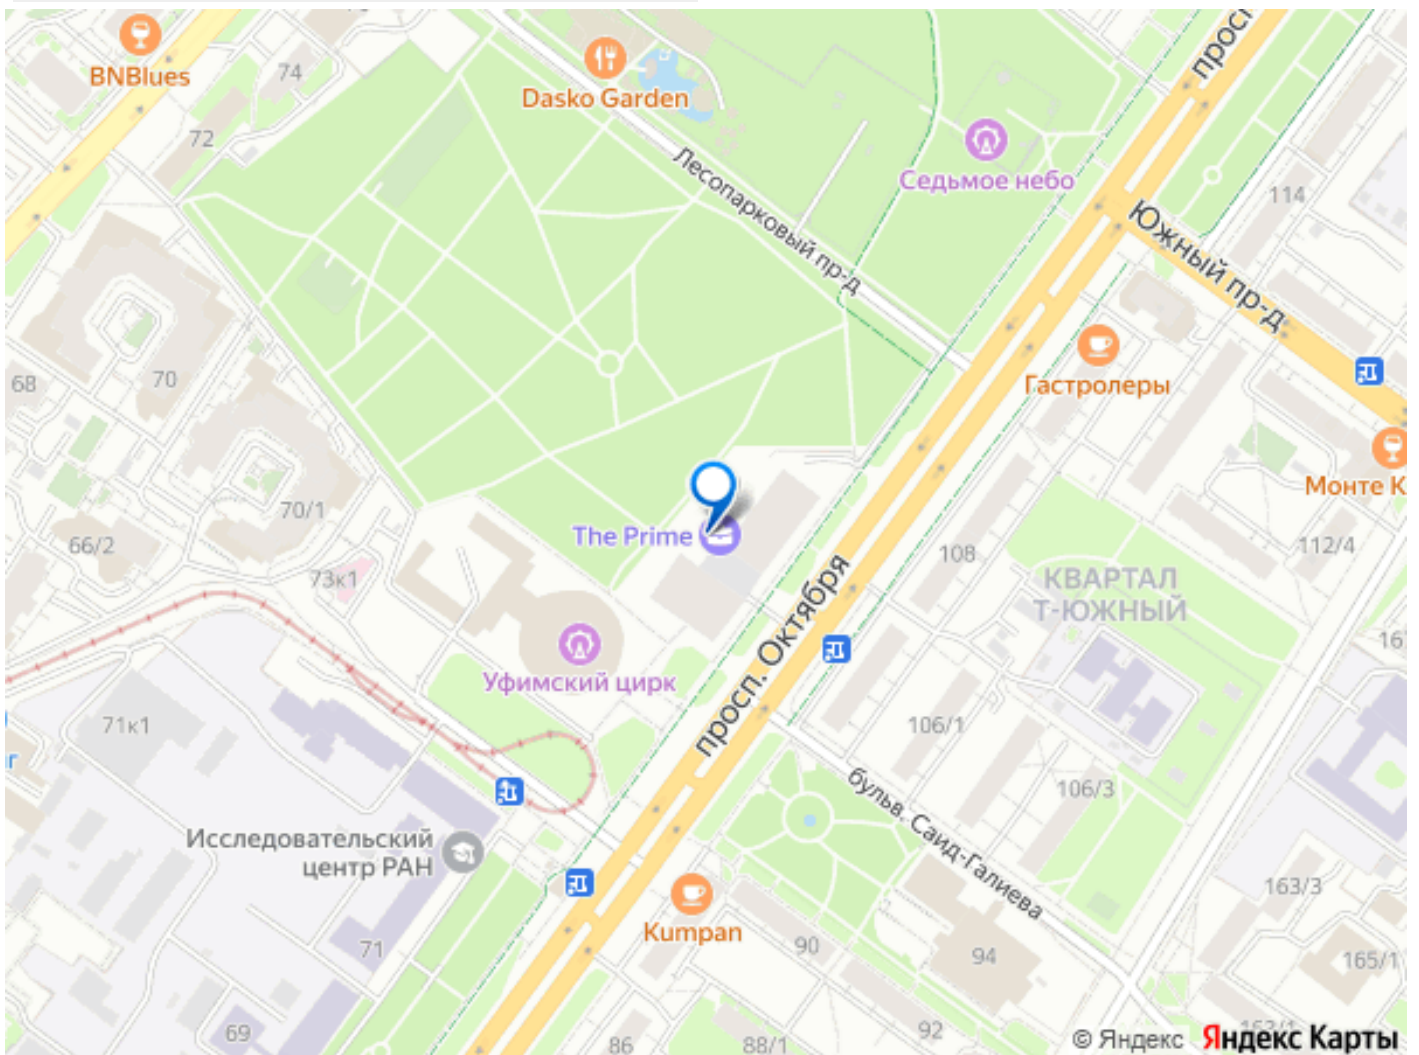 BNBlues
74
72
Dasko Garden
Лесопарковый пр-д
Седьмое небо
просп.
114
Южный пр-д
Гастролеры
Монте К
68
70
70/1
66/2
73к1
The Prime
108
112/4
КВАРТАЛ
Т-ЮЖНЫЙ
просп. Октября
Уфимский цирк
71к1
г
106/1
106/3
16
бульв. Саид-Галиева
Исследовательский
центр РАН
163/3
Kumpan
90
94
71
165/1
69
86
88/1
92
163/1
© Яндекс Яндекс Карты